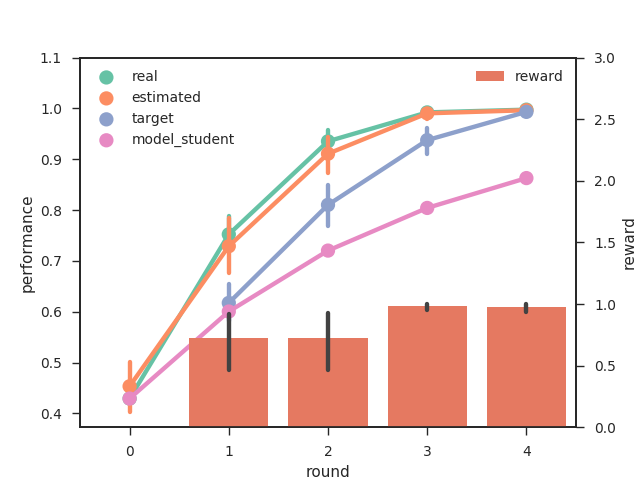 real
estimated
target
model_student
reward
1.1
1.0
0.9
0.8
0.7
0.6
0.5
0.4
performance
3.0
2.5
2.0
1.5
1.0
0.5
0.0
reward
0 1 2 3 4
round